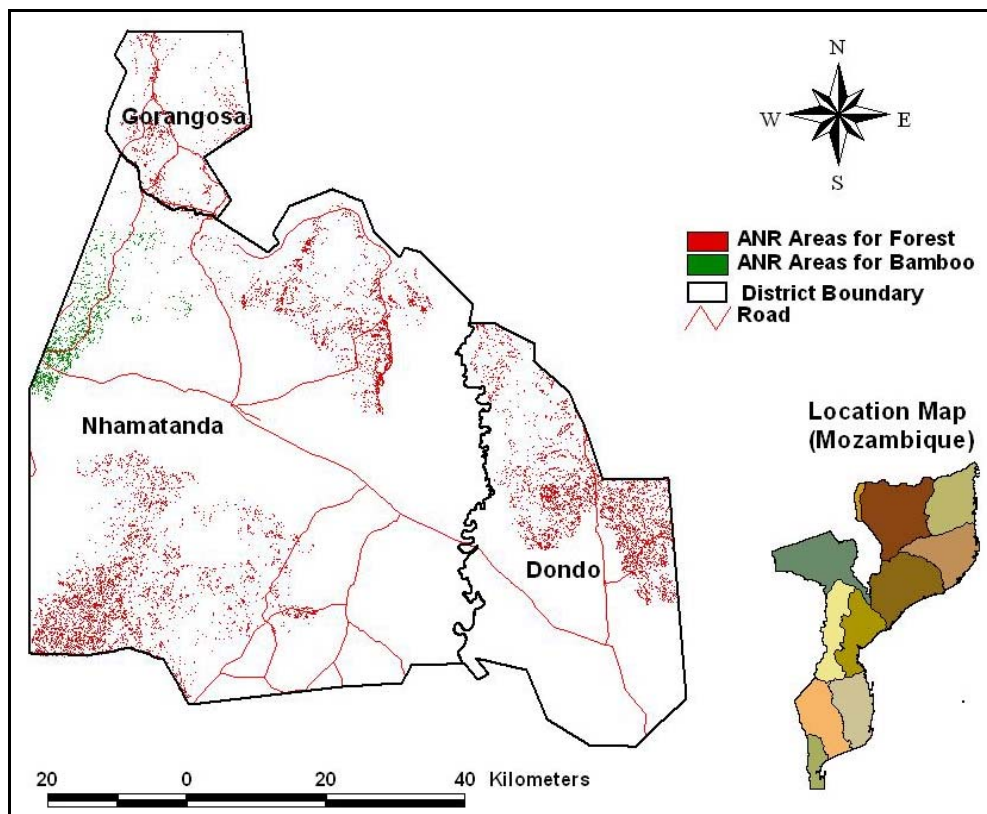 Gorangosa
N
W E
S
ANR Areas for Forest
ANR Areas for Bamboo
District Boundary
Road
Nhamatanda
Location Map
(Mozambique)
Dondo
20 0 20 40 Kilometers